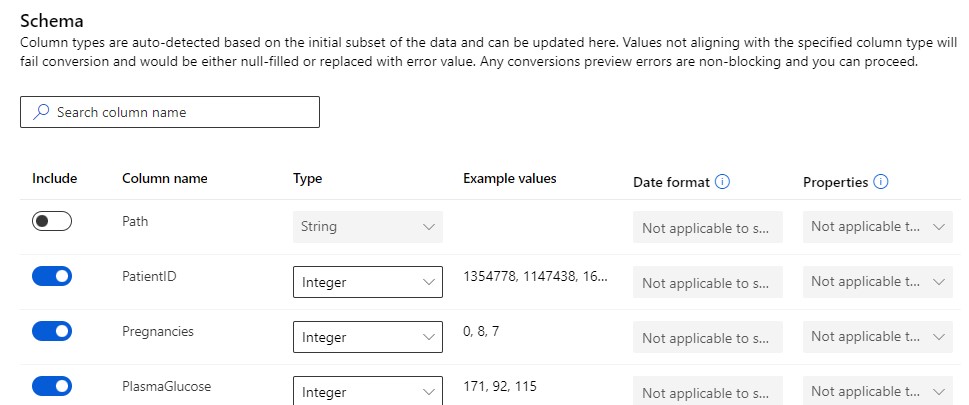 Schema
Column types are auto-detected based on the initial subset of the data and can be updated here. Values not aligning with the specified column type will
fail conversion and would be either null-filled or replaced with error value. Any conversions preview errors are non-blocking and you can proceed.
Search column name
Include Column name Type Example values Date format Properties
Path String Not applicable to s... Not applicable t...
PatientID Integer 1354778, 1147438, 16... Not applicable to s... Not applicable t...
Pregnancies Integer 0, 8, 7 Not applicable to s... Not applicable t...
PlasmaGlucose Integer 171, 92, 115 Not applicable to s... Not applicable t...